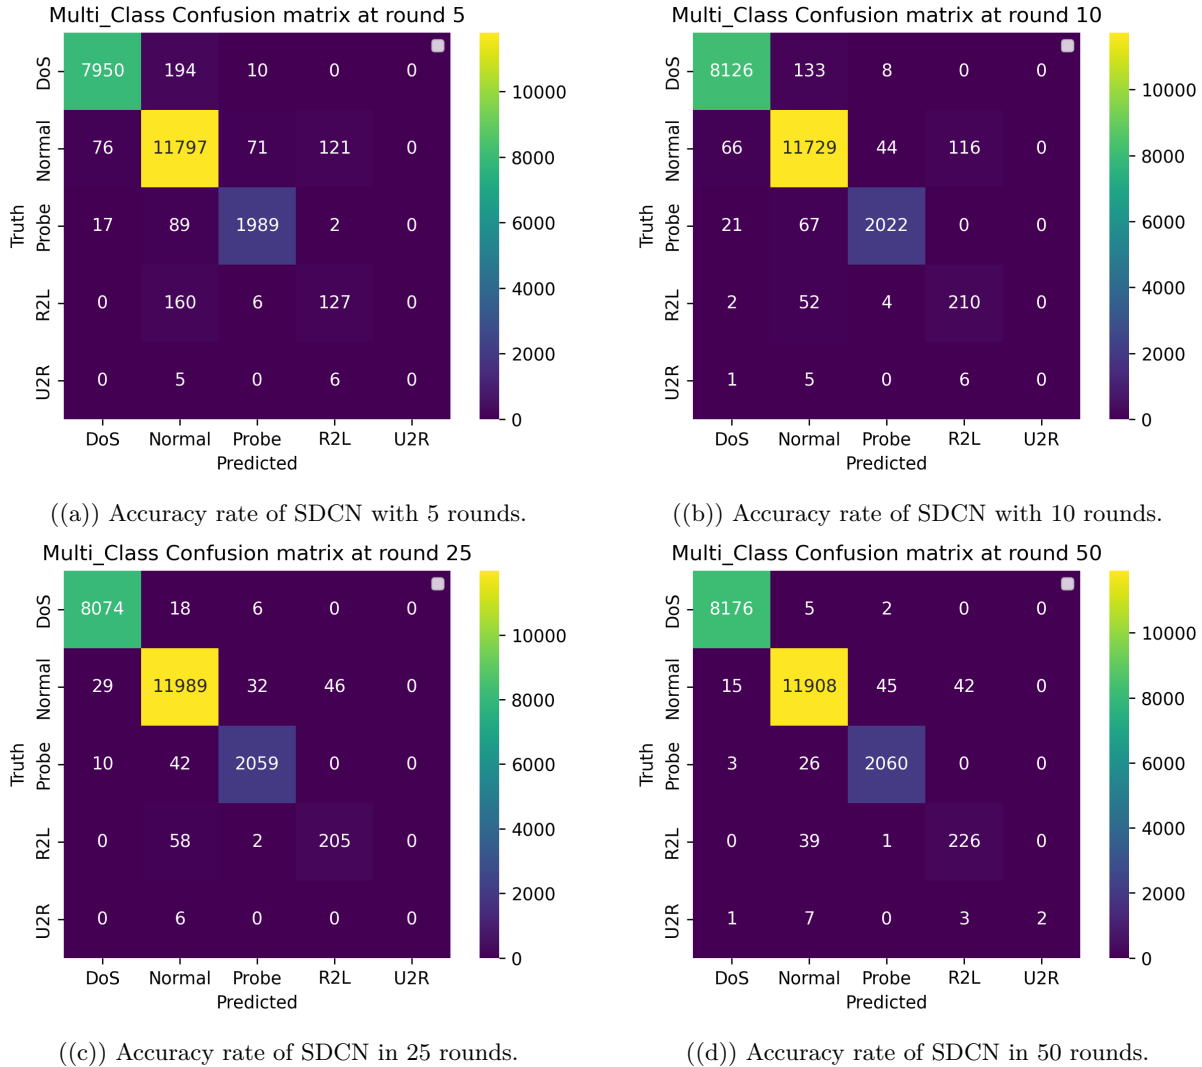 Multi_Class Confusion matrix at round 5
DoS 7950 194 10 0 0
Normal 76 11797 71 121 0
Probe 17 89 1989 2 0
R2L 0 160 6 127 0
U2R 0 5 0 6 0
Truth
DoS Normal Probe R2L U2R
Predicted
10000
8000
6000
4000
2000
0
((a)) Accuracy rate of SDCN with 5 rounds.
Multi_Class Confusion matrix at round 10
DoS 8126 133 8 0 0
Normal 66 11729 44 116 0
Probe 21 67 2022 0 0
R2L 2 52 4 210 0
U2R 1 5 0 6 0
Truth
DoS Normal Probe R2L U2R
Predicted
10000
8000
6000
4000
2000
0
((b)) Accuracy rate of SDCN with 10 rounds.
Multi_Class Confusion matrix at round 25
DoS 8074 18 6 0 0
Normal 29 11989 32 46 0
Probe 10 42 2059 0 0
R2L 0 58 2 205 0
U2R 0 6 0 0 0
Truth
DoS Normal Probe R2L U2R
Predicted
10000
8000
6000
4000
2000
0
((c)) Accuracy rate of SDCN in 25 rounds.
Multi_Class Confusion matrix at round 50
DoS 8176 5 2 0 0
Normal 15 11908 45 42 0
Probe 3 26 2060 0 0
R2L 0 39 1 226 0
U2R 1 7 0 3 2
Truth
DoS Normal Probe R2L U2R
Predicted
10000
8000
6000
4000
2000
0
((d)) Accuracy rate of SDCN in 50 rounds.